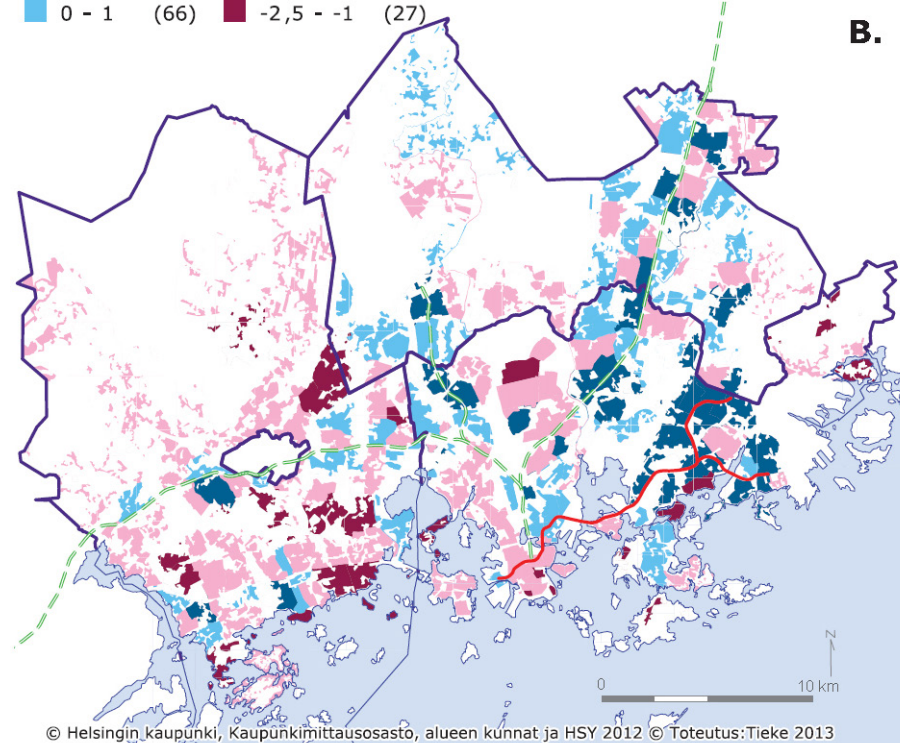 0 - 1 (66) -2,5 - -1 (27)
B.
N
0 10 km
© Helsingin kaupunki, Kaupunkimittausosasto, alueen kunnat ja HSY 2012 © Toteutus:Tieke 2013